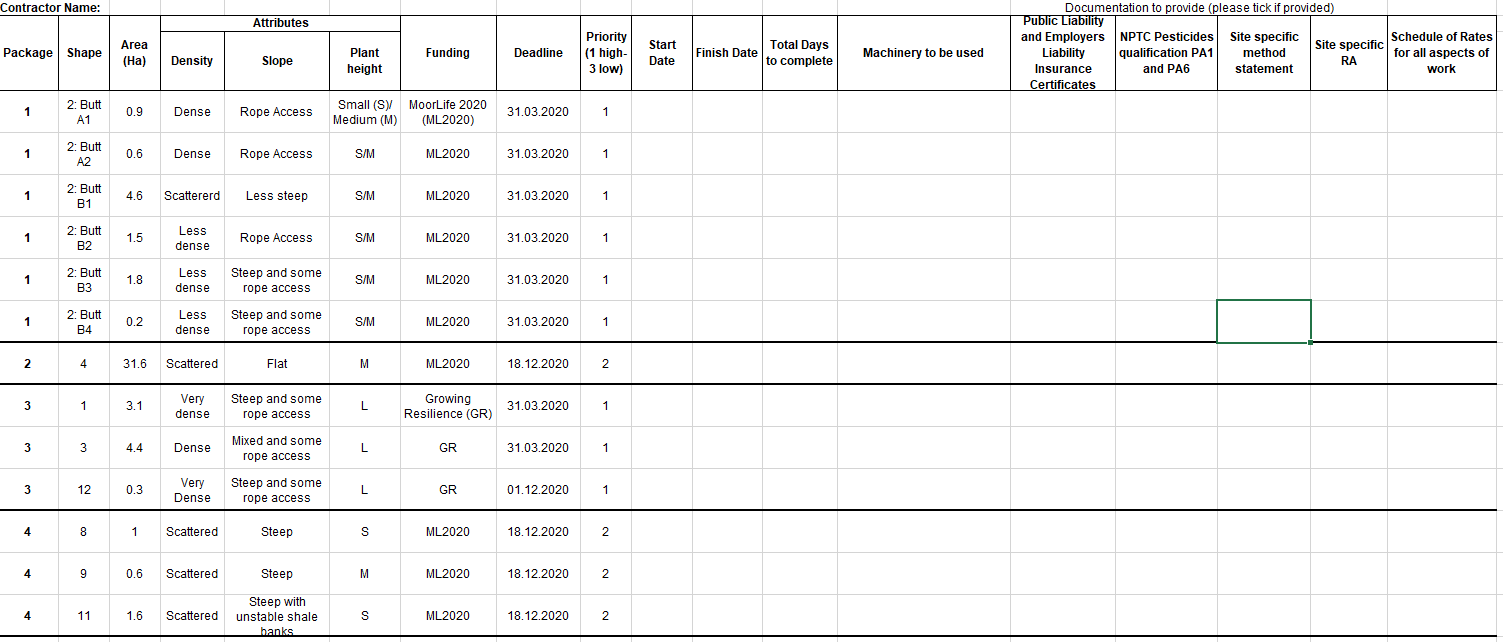 Contractor Name: Documentation to provide (please tick if provided)
Package Shape Area (Ha) Attributes Density Slope Plant height Funding Deadline Priority (1 high- 3 low) Start Date Finish Date Total Days to complete Machinery to be used Public Liability and Employers Liability Insurance Certificates NPTC Pesticides qualification PA1 and PA6 Site specific method statement Site specific RA Schedule of Rates for all aspects of work
1 2: Butt A1 0.9 Dense Rope Access Small (S)/ Medium (M) MoorLife 2020 (ML2020) 31.03.2020 1
1 2: Butt A2 0.6 Dense Rope Access S/M ML2020 31.03.2020 1
1 2: Butt B1 4.6 Scattererd Less steep S/M ML2020 31.03.2020 1
1 2: Butt B2 1.5 Less dense Rope Access S/M ML2020 31.03.2020 1
1 2: Butt B3 1.8 Less dense Steep and some rope access S/M ML2020 31.03.2020 1
1 2: Butt B4 0.2 Less dense Steep and some rope access S/M ML2020 31.03.2020 1
2 4 31.6 Scattered Flat M ML2020 18.12.2020 2
3 1 3.1 Very dense Steep and some rope access L Growing Resilience (GR) 31.03.2020 1
3 3 4.4 Dense Mixed and some rope access L GR 31.03.2020 1
3 12 0.3 Very Dense Steep and some rope access L GR 01.12.2020 1
4 8 1 Scattered Steep S ML2020 18.12.2020 2
4 9 0.6 Scattered Steep M ML2020 18.12.2020 2
4 11 1.6 Scattered Steep with unstable shale banks S ML2020 18.12.2020 2